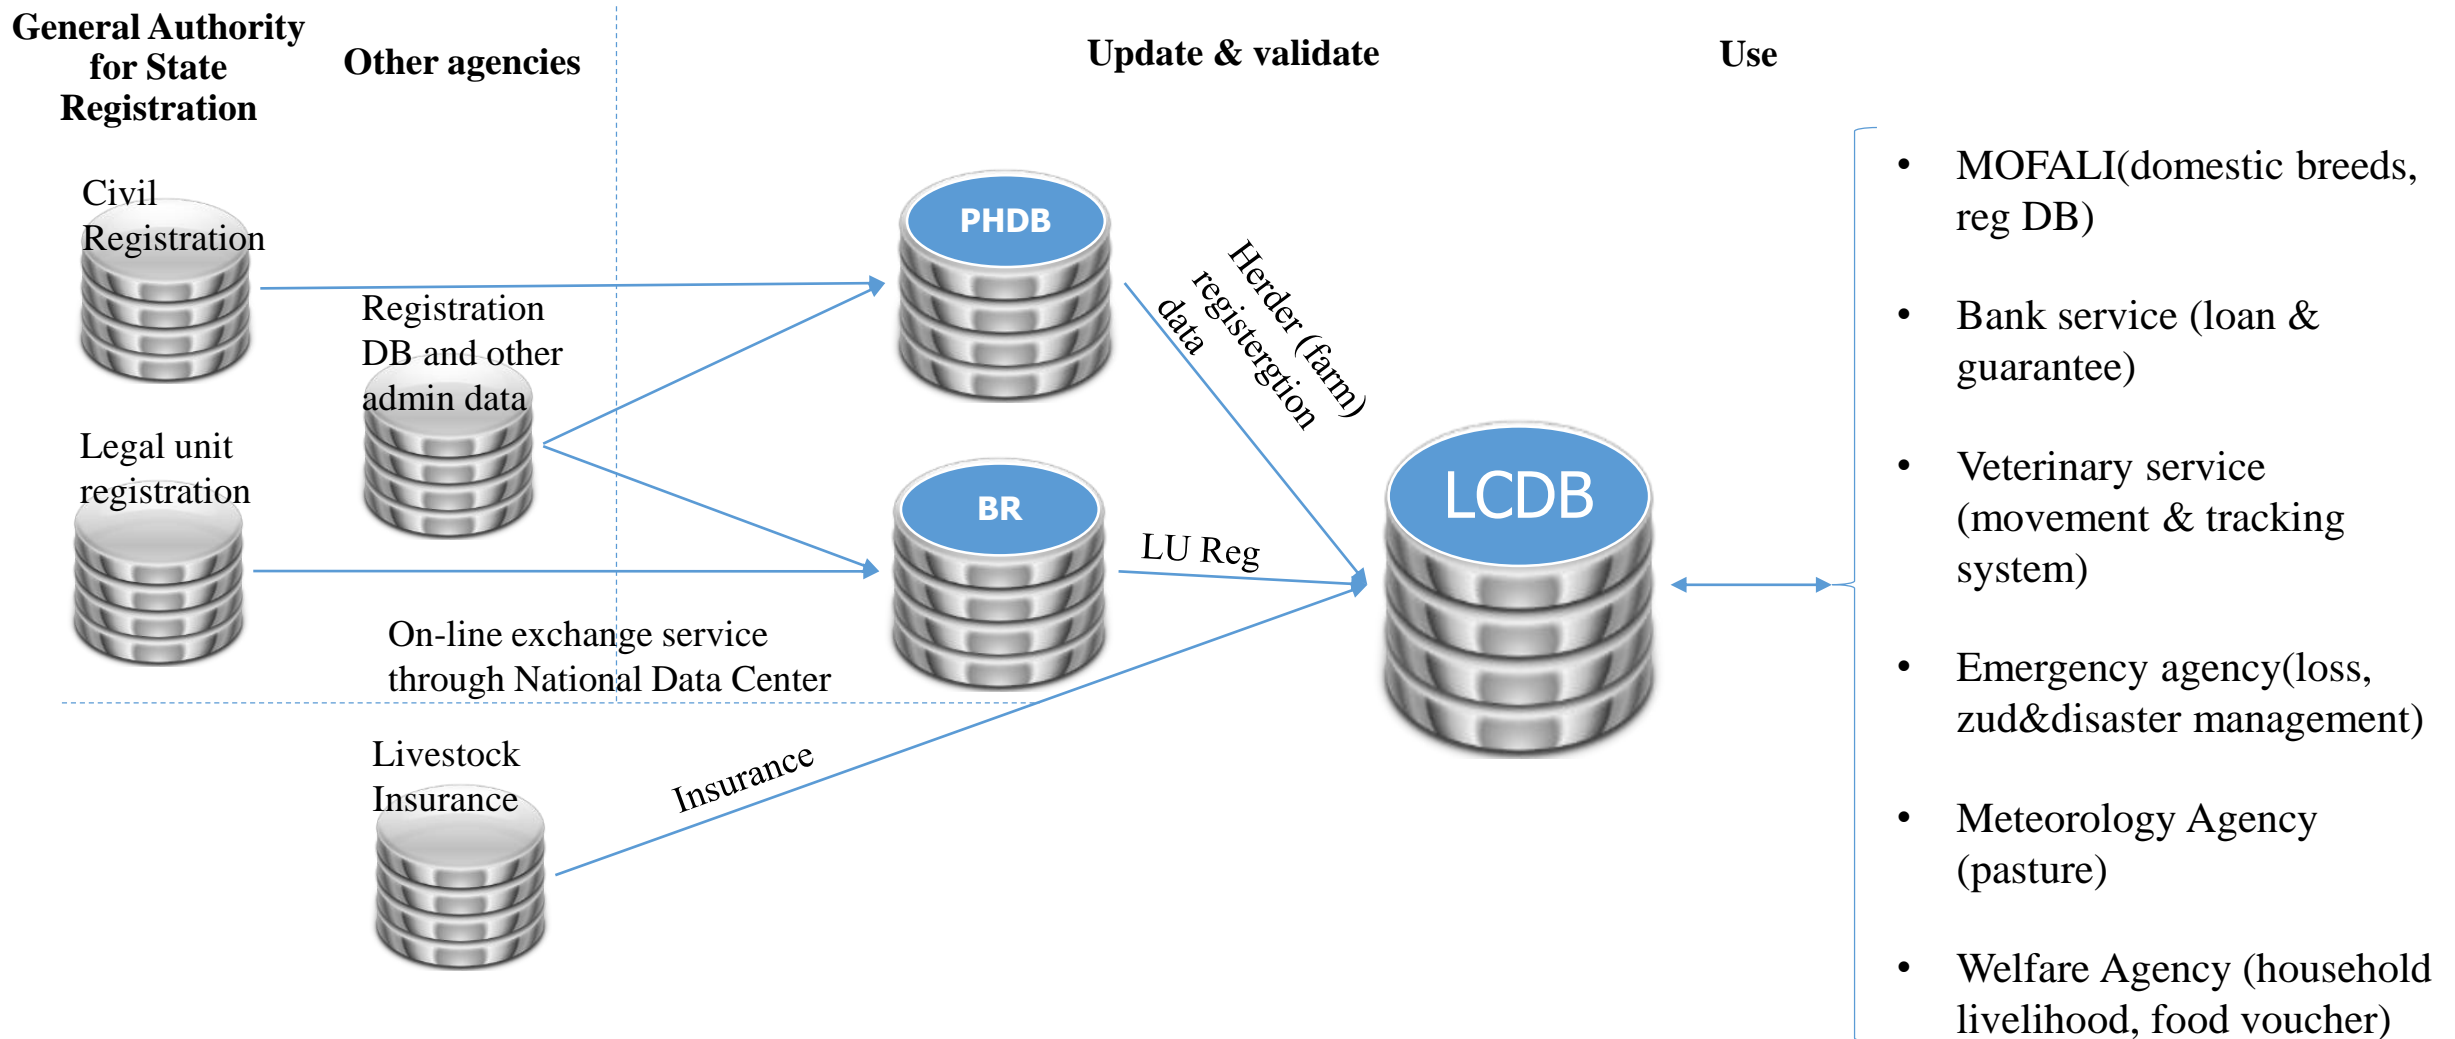 General Authority
for State
Registration
Other agencies
Update & validate
Use
Civil
Registration
Registration
DB and other
admin data
Legal unit
registration
On-line exchange service
through National Data Center
Livestock
Insurance
PHDB
BR
Herder (farm)
registergtion
data
LU Reg
Insurance
LCDB
• MOFALI(domestic breeds,
reg DB)
• Bank service (loan &
guarantee)
• Veterinary service
(movement & tracking
system)
• Emergency agency(loss,
zud&disaster management)
• Meteorology Agency
(pasture)
• Welfare Agency (household
livelihood, food voucher)